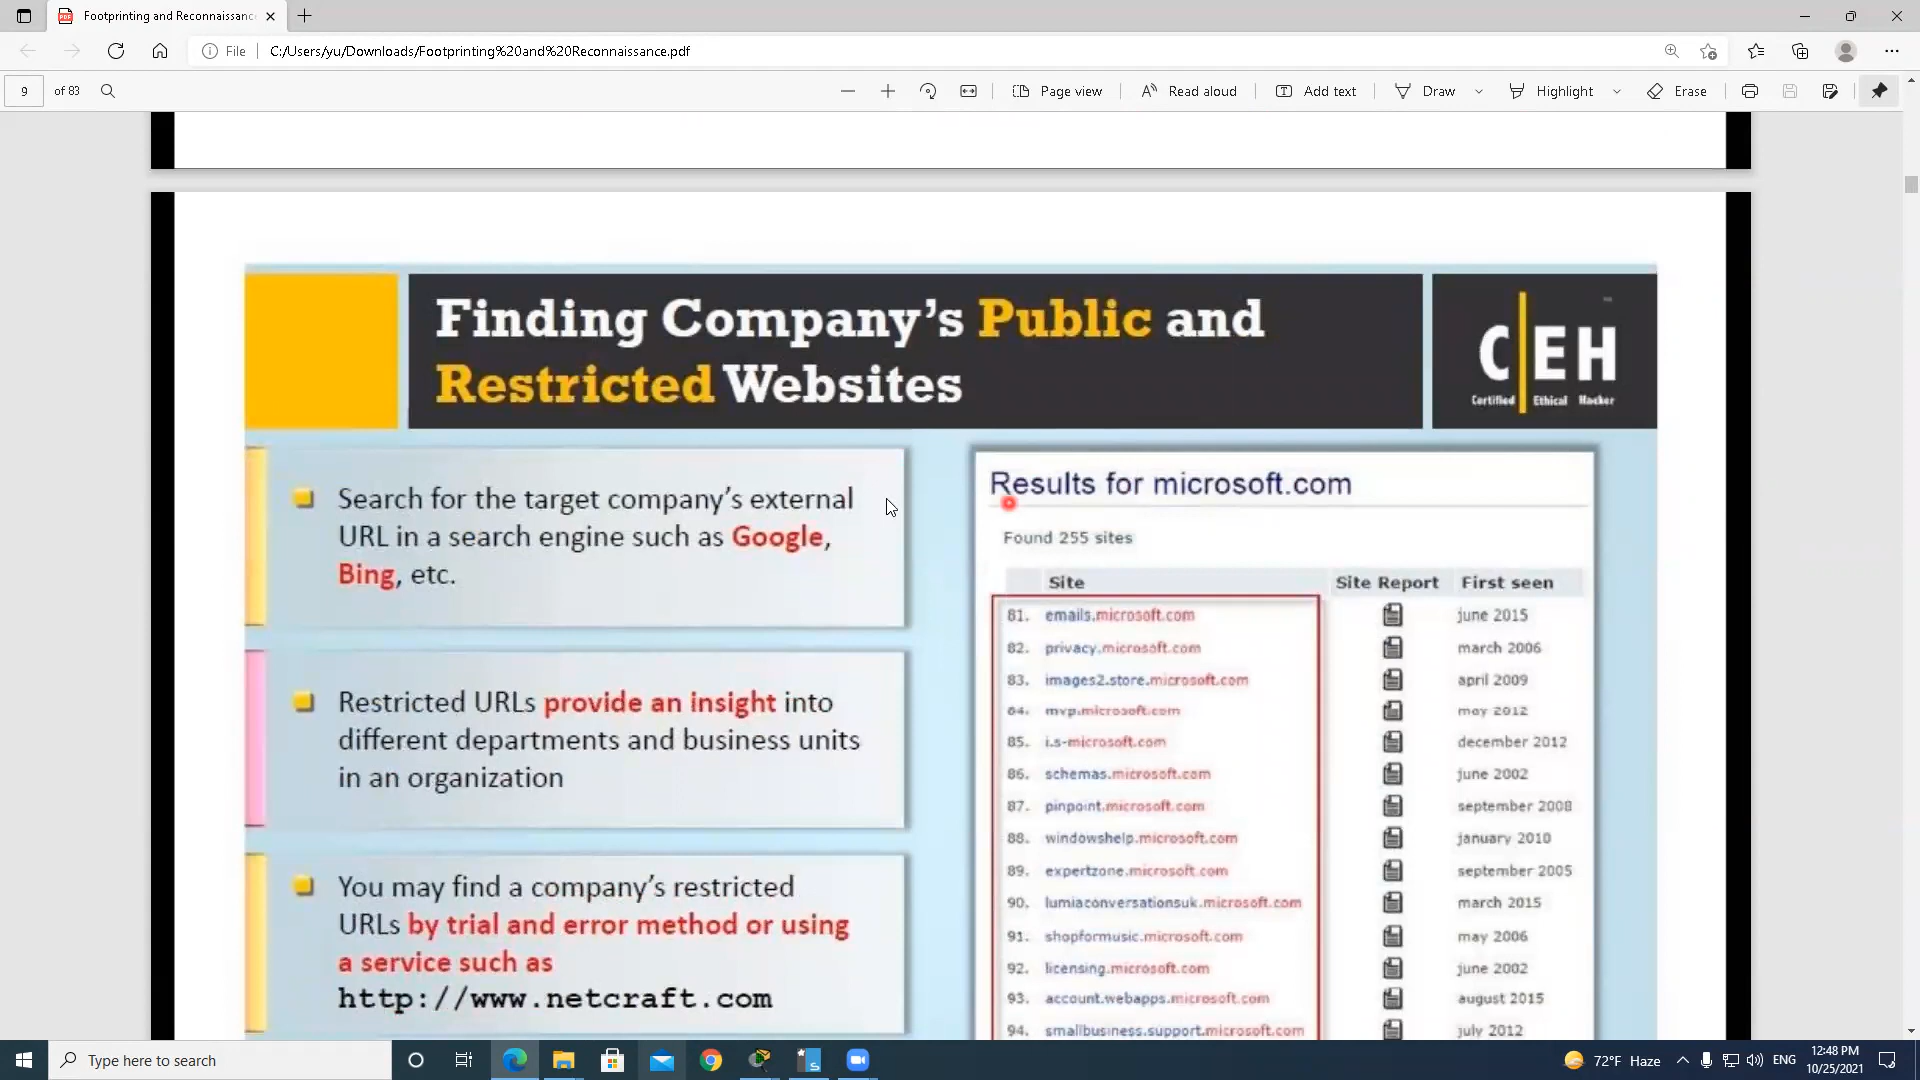 Footprinting and Reconnaissance
File C:/Users/yu/Downloads/Footprinting%20and%20Reconnaissance.pdf
9 of 83 Page view Read aloud Add text Draw Highlight Erase
Finding Company's Public and
Restricted Websites
C|EH
Certified Ethical Hacker
Search for the target company's external
URL in a search engine such as Google,
Bing, etc.
Restricted URLs provide an insight into
different departments and business units
in an organization
You may find a company's restricted
URLs by trial and error method or using
a service such as
http://www.netcraft.com
Results for microsoft.com
Found 255 sites
Site Site Report First seen
81. emails.microsoft.com june 2015
82. privacy.microsoft.com march 2006
83. images2.store.microsoft.com april 2009
84. mvp.microsoft.com may 2012
85. i.s-microsoft.com december 2012
86. schemas.microsoft.com june 2002
87. pinpoint.microsoft.com september 2008
88. windowshelp.microsoft.com january 2010
89. expertzone.microsoft.com september 2005
90. lumiaconversationsuk.microsoft.com march 2015
91. shopformusic.microsoft.com may 2006
92. licensing.microsoft.com june 2002
93. account.webapps.microsoft.com august 2015
94. smallbusiness.support.microsoft.com july 2012
Type here to search
72°F Haze ENG 12:48 PM
10/25/2021